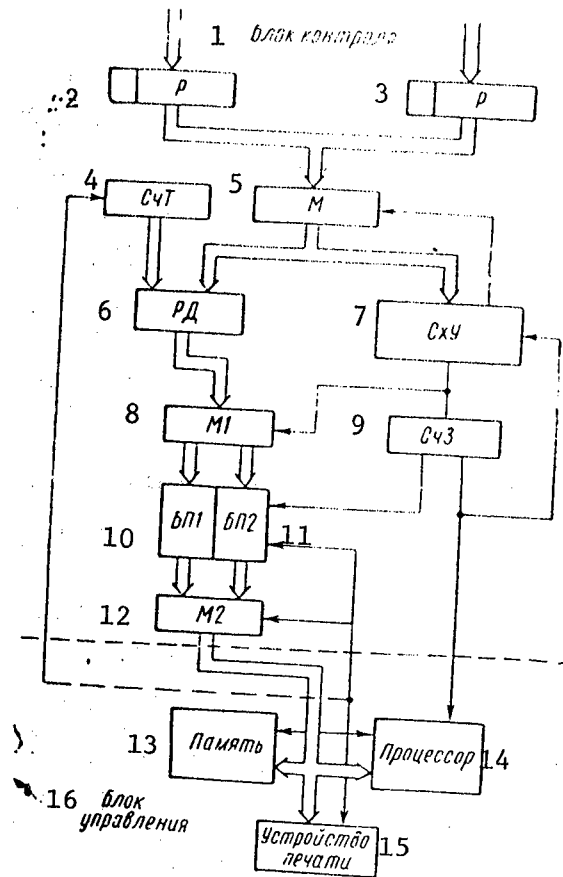 1 блок контроля
2 Р
3 Р
4 СчТ
5 М
6 РД
7 СхУ
8 М1
9 СчЗ
10 БП1
БП2 11
12 М2
13 Память
Процессор 14
16 блок
управления
Устройство 15
печати